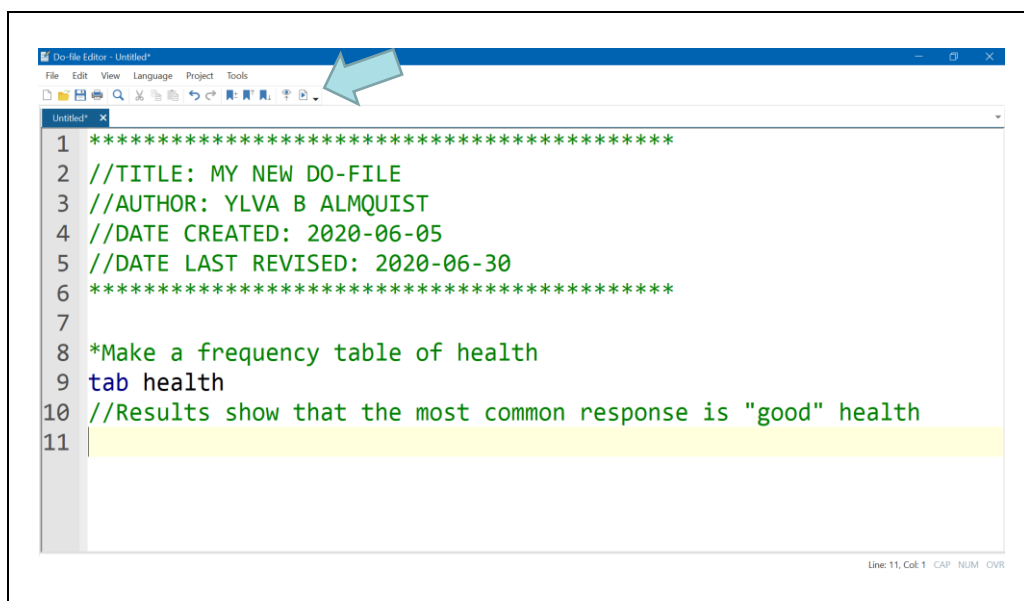 Do-file Editor - Untitled*
File Edit View Language Project Tools
Untitled* X
1 *******************************************
2 //TITLE: MY NEW DO-FILE
3 //AUTHOR: YLVA B ALMQUIST
4 //DATE CREATED: 2020-06-05
5 //DATE LAST REVISED: 2020-06-30
6 *******************************************
7
8 *Make a frequency table of health
9 tab health
10 //Results show that the most common response is "good" health
11
Line: 11, Col: 1 CAP NUM OVR